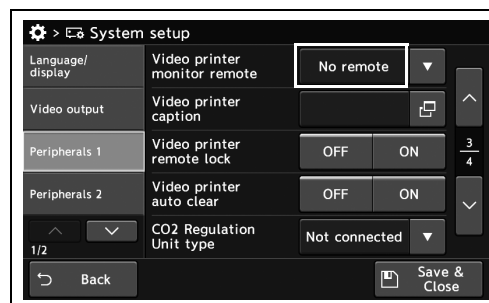 > System setup
Language/
display
Video output
Peripherals 1
Peripherals 2
1/2
Video printer
monitor remote
No remote
Video printer
caption
Video printer
remote lock
OFF ON
Video printer
auto clear
OFF ON
CO2 Regulation
Unit type
Not connected
3
4
Back
Save &
Close